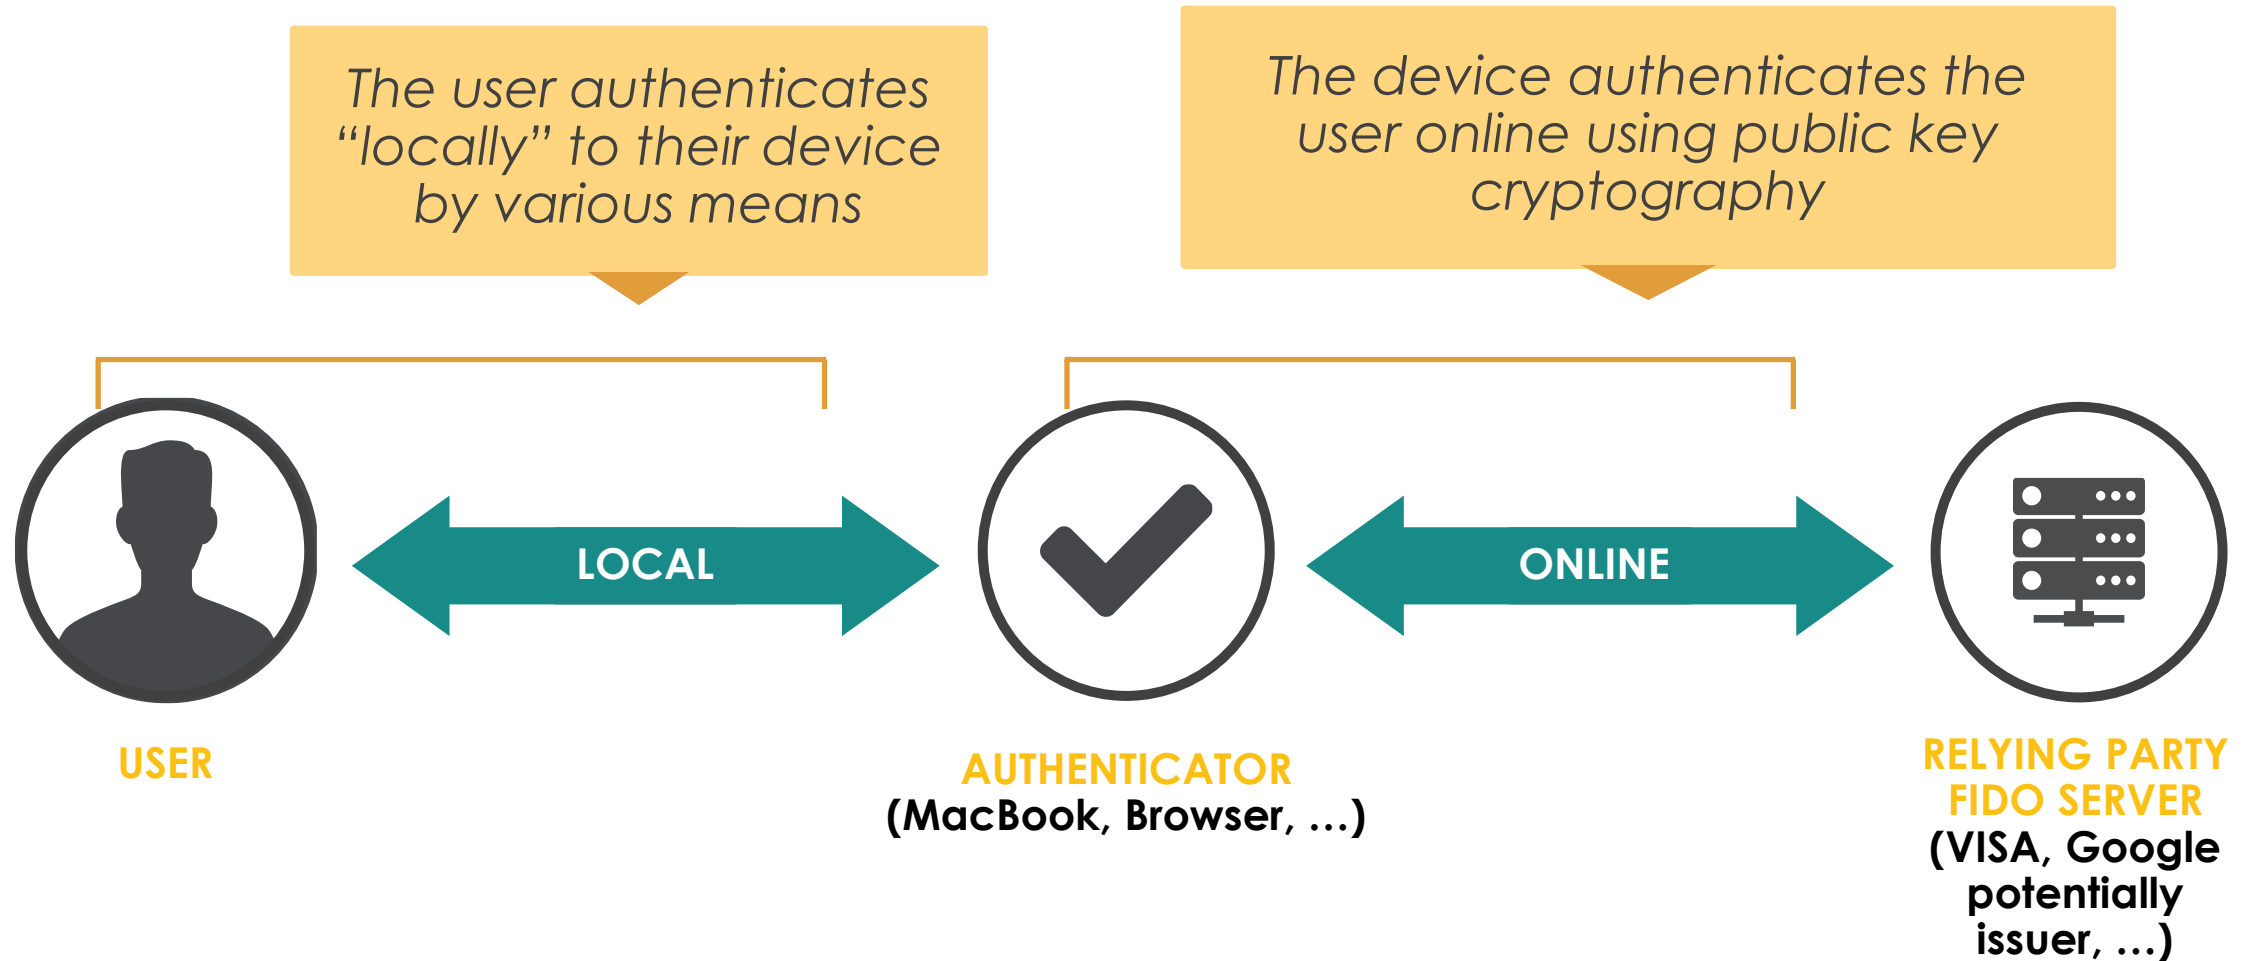 The user authenticates
“locally” to their device
by various means
The device authenticates the
user online using public key
cryptography
LOCAL
ONLINE
USER
AUTHENTICATOR
(MacBook, Browser, …)
RELYING PARTY
FIDO SERVER
(VISA, Google
potentially
issuer, …)